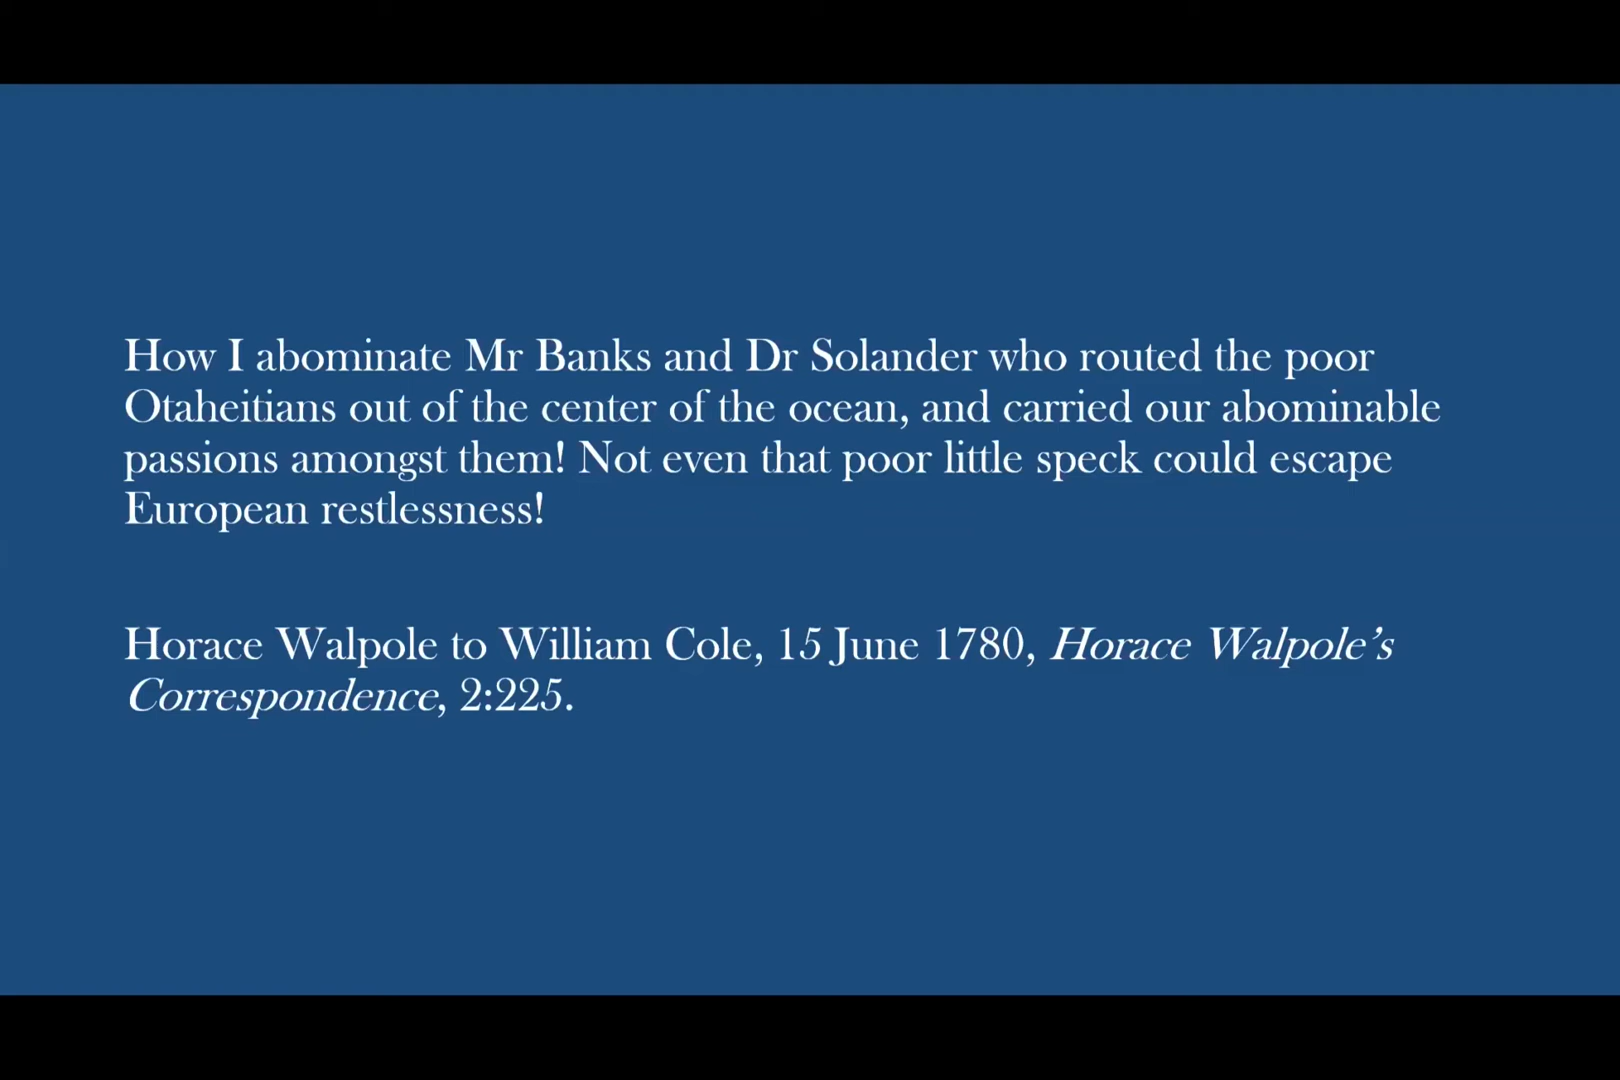 How I abominate Mr Banks and Dr Solander who routed the poor
Otaheitians out of the center of the ocean, and carried our abominable
passions amongst them! Not even that poor little speck could escape
European restlessness!
Horace Walpole to William Cole, 15 June 1780, Horace Walpole’s
Correspondence, 2:225.